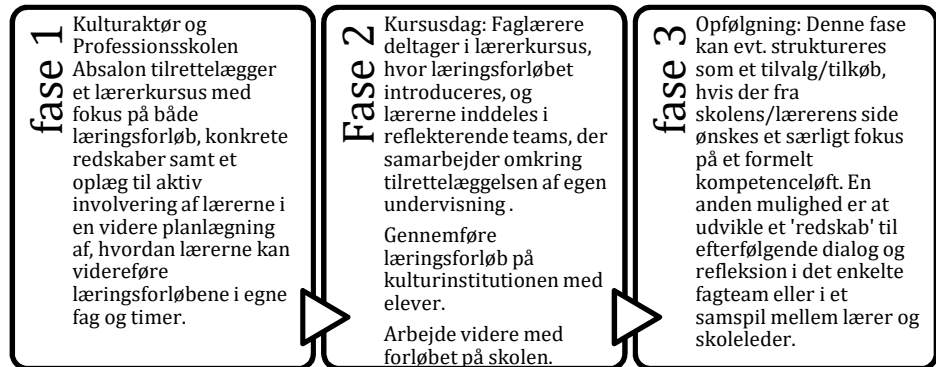 fase 1
Kulturaktør og
Professionsskolen
Absalon tilrettelægger
et lærerkursus med
fokus på både
læringsforløb, konkrete
redskaber samt et
oplæg til aktiv
involvering af lærerne i
en videre planlægning
af, hvordan lærerne kan
videreføre
læringsforløbene i egne
fag og timer.
Fase 2
Kursusdag: Faglærere
deltager i lærerkursus,
hvor læringsforløbet
introduceres, og
lærerne inddeles i
reflekterende teams, der
samarbejder omkring
tilrettelæggelsen af egen
undervisning .
Gennemføre
læringsforløb på
kulturinstitutionen med
elever.
Arbejde videre med
forløbet på skolen.
fase 3
Opfølgning: Denne fase
kan evt. struktureres
som et tilvalg/tilkøb,
hvis der fra
skolens/lærerens side
ønskes et særligt fokus
på et formelt
kompetenceløft. En
anden mulighed er at
udvikle et 'redskab' til
efterfølgende dialog og
refleksion i det enkelte
fagteam eller i et
samspil mellem lærer og
skoleleder.